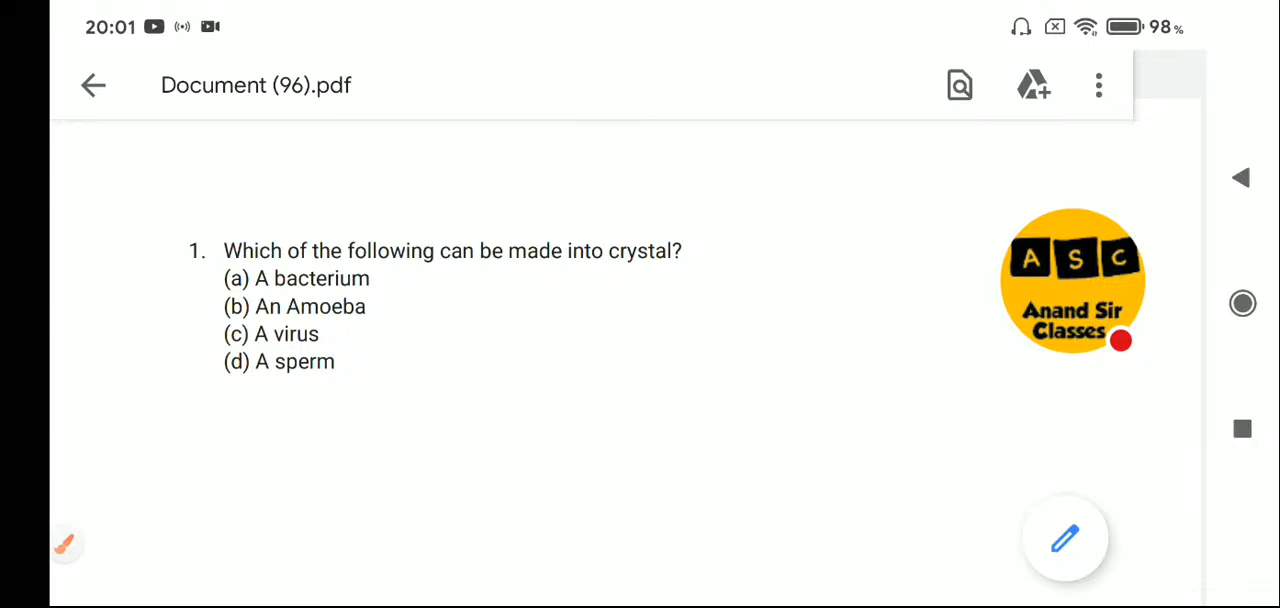 20:01
98%
Document (96).pdf
1. Which of the following can be made into crystal?
(a) A bacterium
(b) An Amoeba
(c) A virus
(d) A sperm
A S C
Anand Sir
Classes